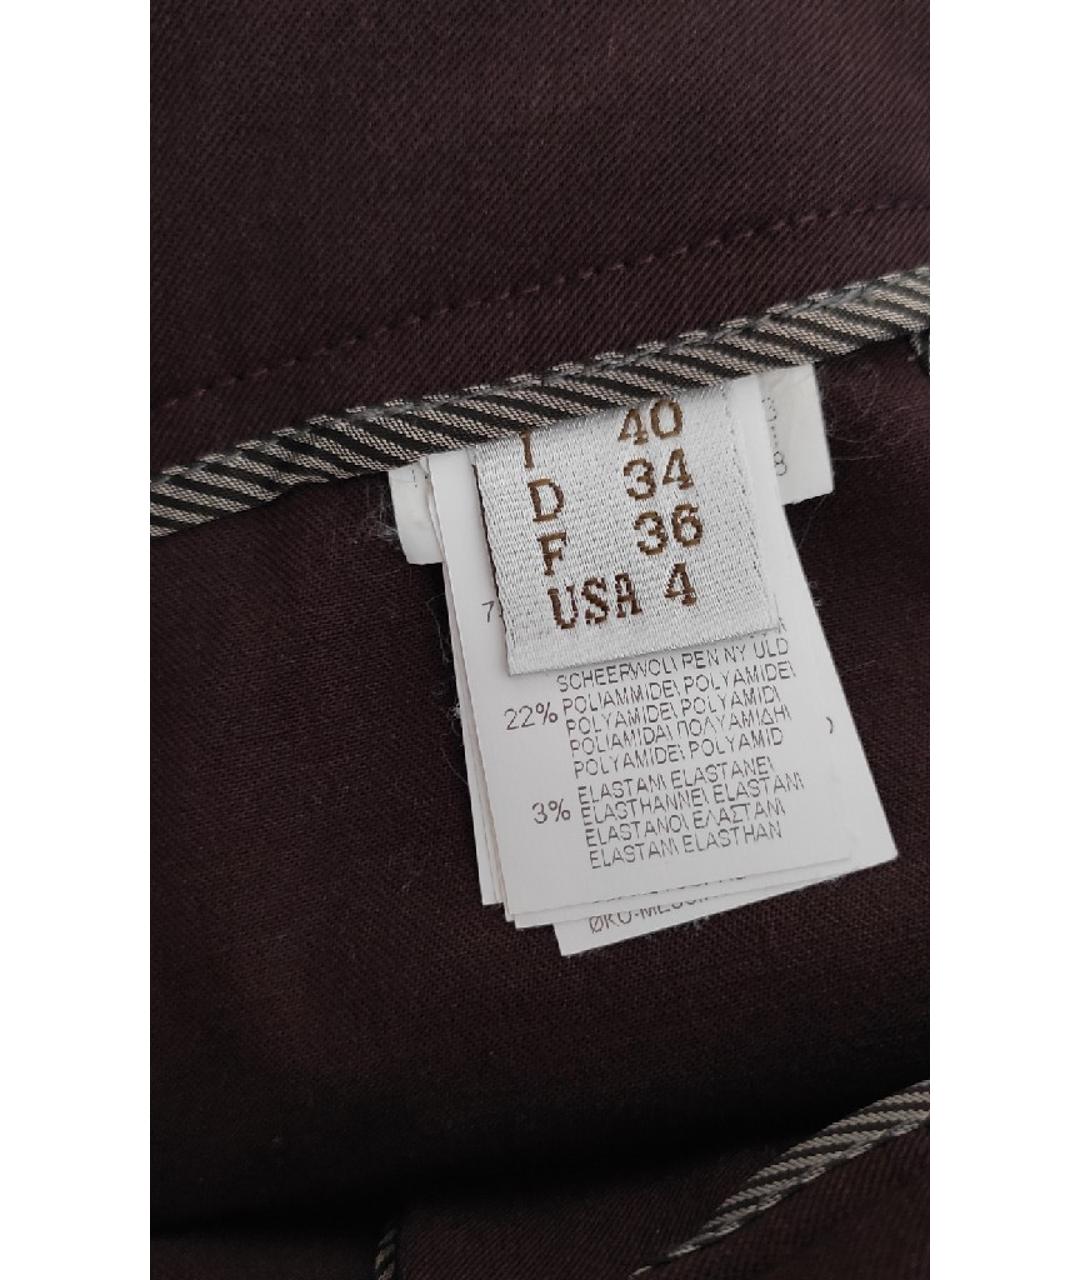 I 40
D 34
F 36
USA 4
SCHEERWOL\ PEN NY ULD
22% POLIAMMIDE\ POLYAMIDE\
POLYAMIDE\ POLYAMID\
POLIAMIDA\ ΠΟΛΥΑΜΙΔΗ\
POLYAMIDE\ POLYAMID
3% ELASTAN\ ELASTANE\
ELASTHANNE\ ELASTAN\
ELASTANO\ ΕΛΑΣΤΑΝ\
ELASTAN\ ELASTHAN
8